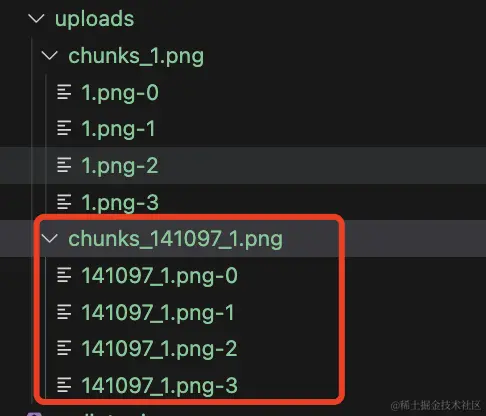 uploads
chunks_1.png
1.png-0
1.png-1
1.png-2
1.png-3
chunks_141097_1.png
141097_1.png-0
141097_1.png-1
141097_1.png-2
141097_1.png-3
@稀土掘金技术社区